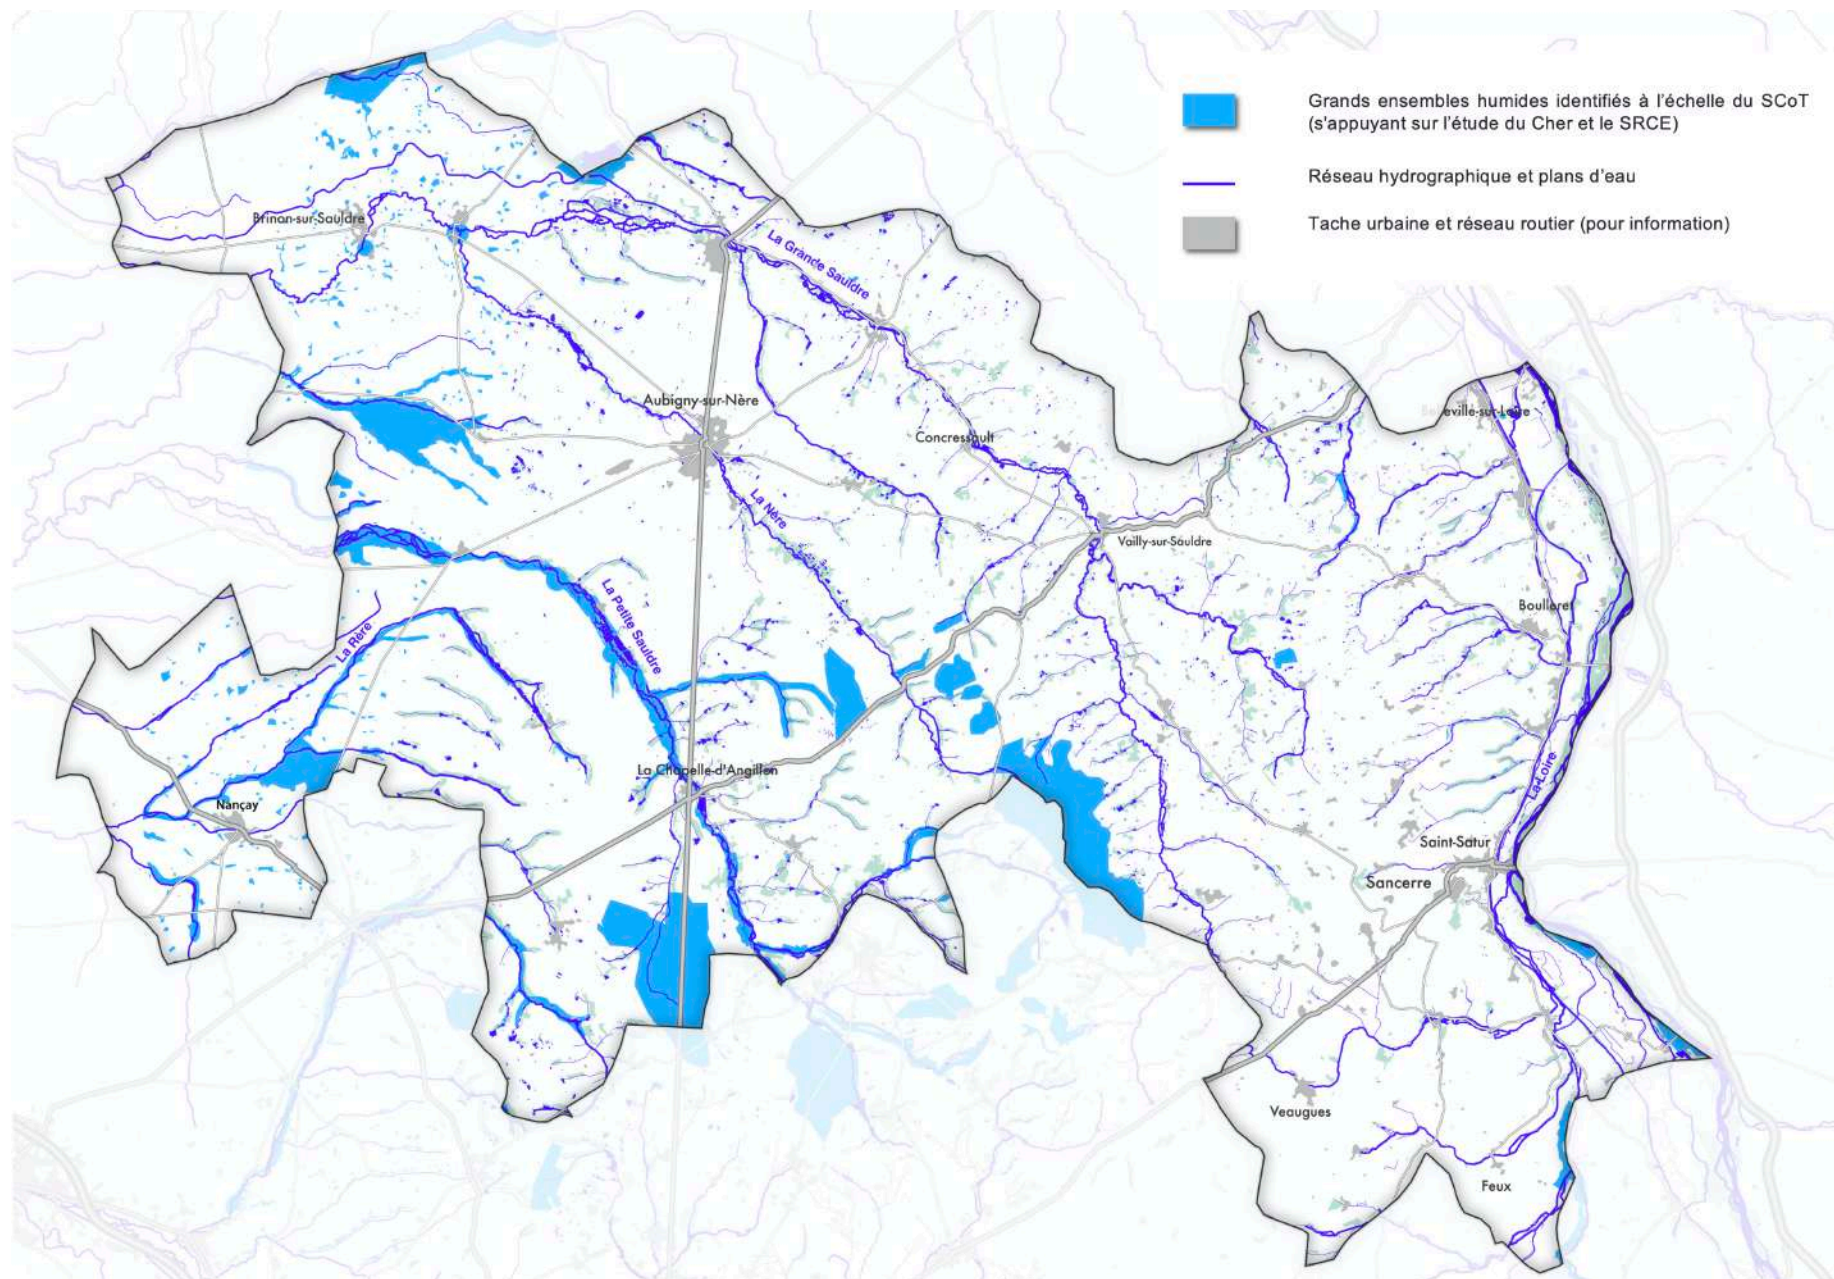 Grands ensembles humides identifiés à l'échelle du SCoT
(s'appuyant sur l'étude du Cher et le SRCE)
Réseau hydrographique et plans d'eau
Tache urbaine et réseau routier (pour information)
Brinon-sur-Sauldre
La Grande Sauldre
Aubigny-sur-Nère
eville-sur-Loire
Concressault
La Nère
Vailly-sur-Sauldre
La Petite Sauldre
Boulleret
La Rère
La Chapelle-d'Angillon
La Loire
Nançay
Saint-Satur
Sancerre
Veaugues
Feux